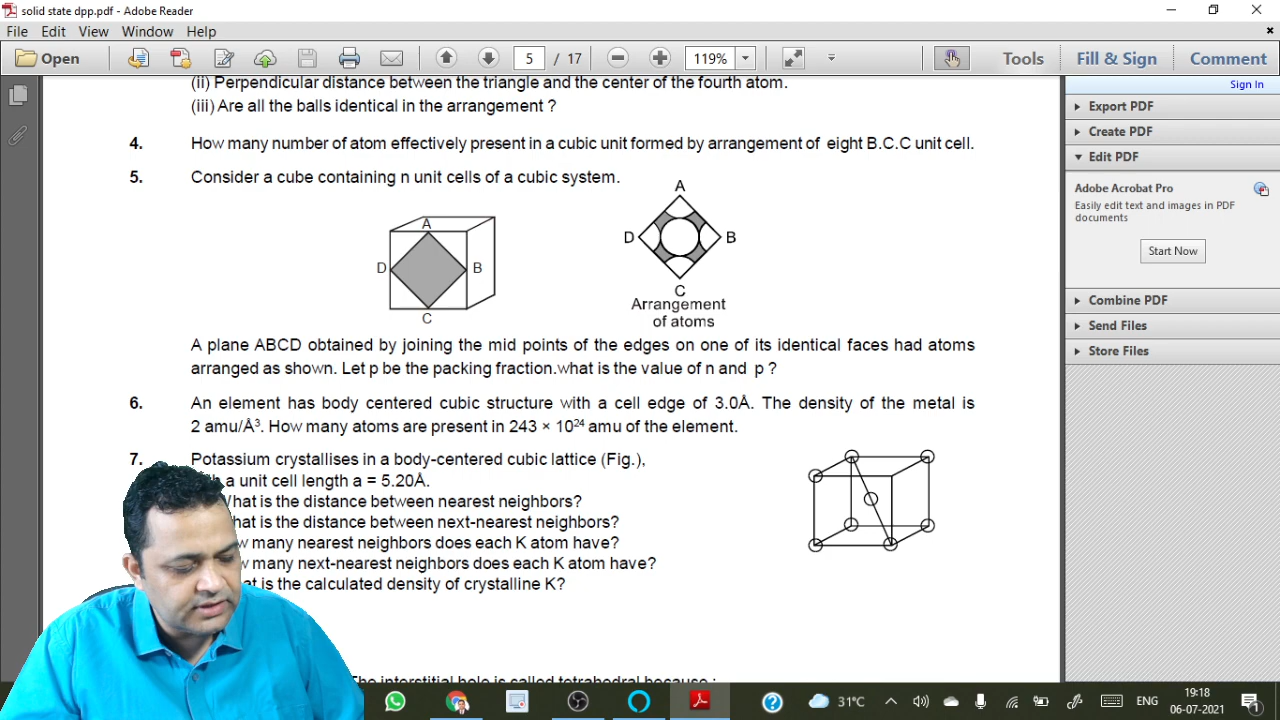 solid state dpp.pdf - Adobe Reader
File Edit View Window Help
Open 5 / 17 119% Tools Fill & Sign Comment
Sign In
Export PDF
Create PDF
Edit PDF
Adobe Acrobat Pro
Easily edit text and images in PDF
documents
Start Now
Combine PDF
Send Files
Store Files
(ii) Perpendicular distance between the triangle and the center of the fourth atom.
(iii) Are all the balls identical in the arrangement ?
4. How many number of atom effectively present in a cubic unit formed by arrangement of eight B.C.C unit cell.
5. Consider a cube containing n unit cells of a cubic system.
A
D B
C
A
D B
C
Arrangement
of atoms
A plane ABCD obtained by joining the mid points of the edges on one of its identical faces had atoms
arranged as shown. Let p be the packing fraction.what is the value of n and p ?
6. An element has body centered cubic structure with a cell edge of 3.0Å. The density of the metal is
2 amu/Å³. How many atoms are present in 243 × 10²⁴ amu of the element.
7. Potassium crystallises in a body-centered cubic lattice (Fig.),
a unit cell length a = 5.20Å.
What is the distance between nearest neighbors?
is the distance between next-nearest neighbors?
many nearest neighbors does each K atom have?
many next-nearest neighbors does each K atom have?
is the calculated density of crystalline K?
The interstitial hole is called tetrahedral because :
31°C ENG 19:18
06-07-2021 1